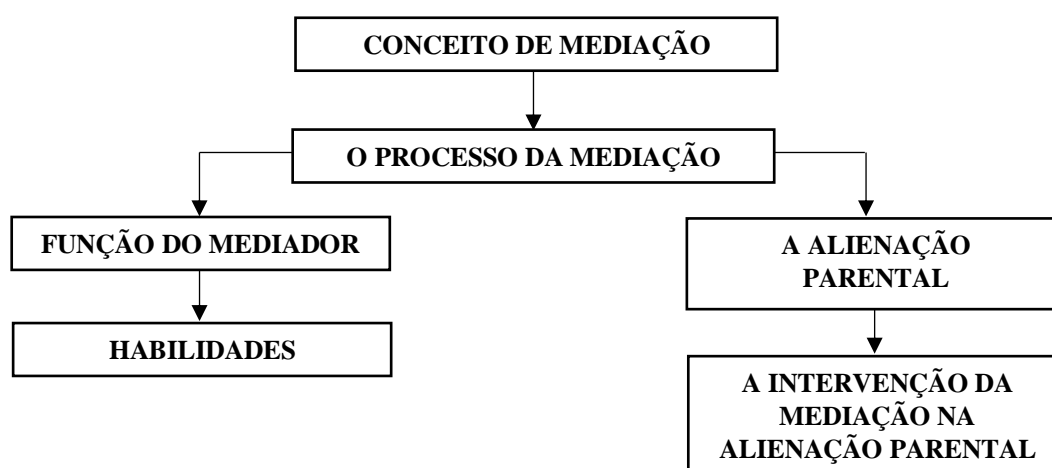 CONCEITO DE MEDIAÇÃO
O PROCESSO DA MEDIAÇÃO
FUNÇÃO DO MEDIADOR
HABILIDADES
A ALIENAÇÃO
PARENTAL
A INTERVENÇÃO DA
MEDIAÇÃO NA
ALIENAÇÃO PARENTAL